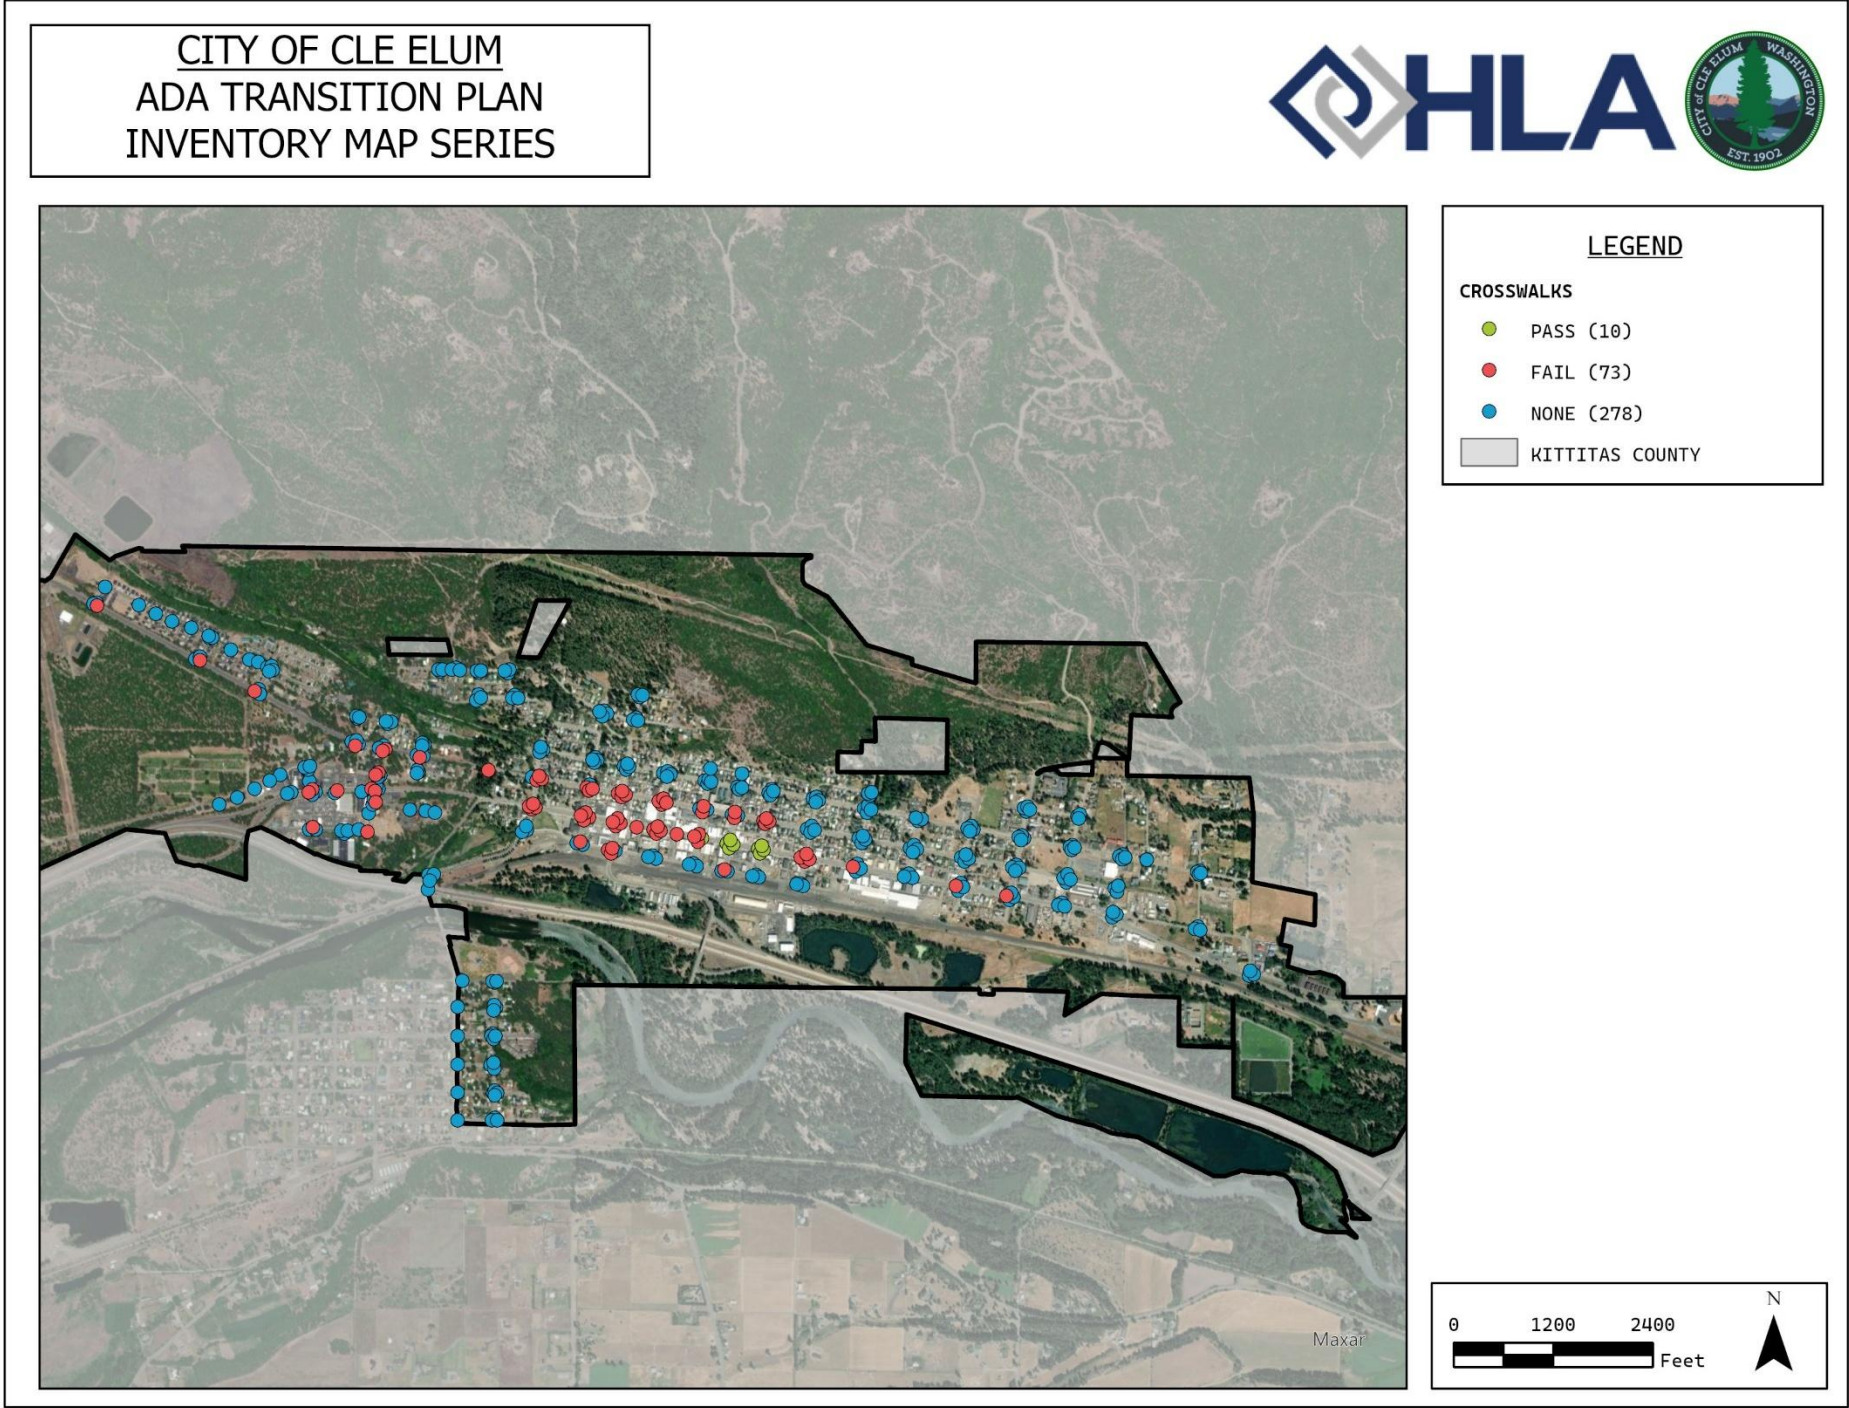 CITY OF CLE ELUM
ADA TRANSITION PLAN
INVENTORY MAP SERIES
HLA
CITY of CLE ELUM WASHINGTON
EST. 1902
LEGEND
CROSSWALKS
PASS (10)
FAIL (73)
NONE (278)
KITTITAS COUNTY
Maxar
0 1200 2400
Feet
N